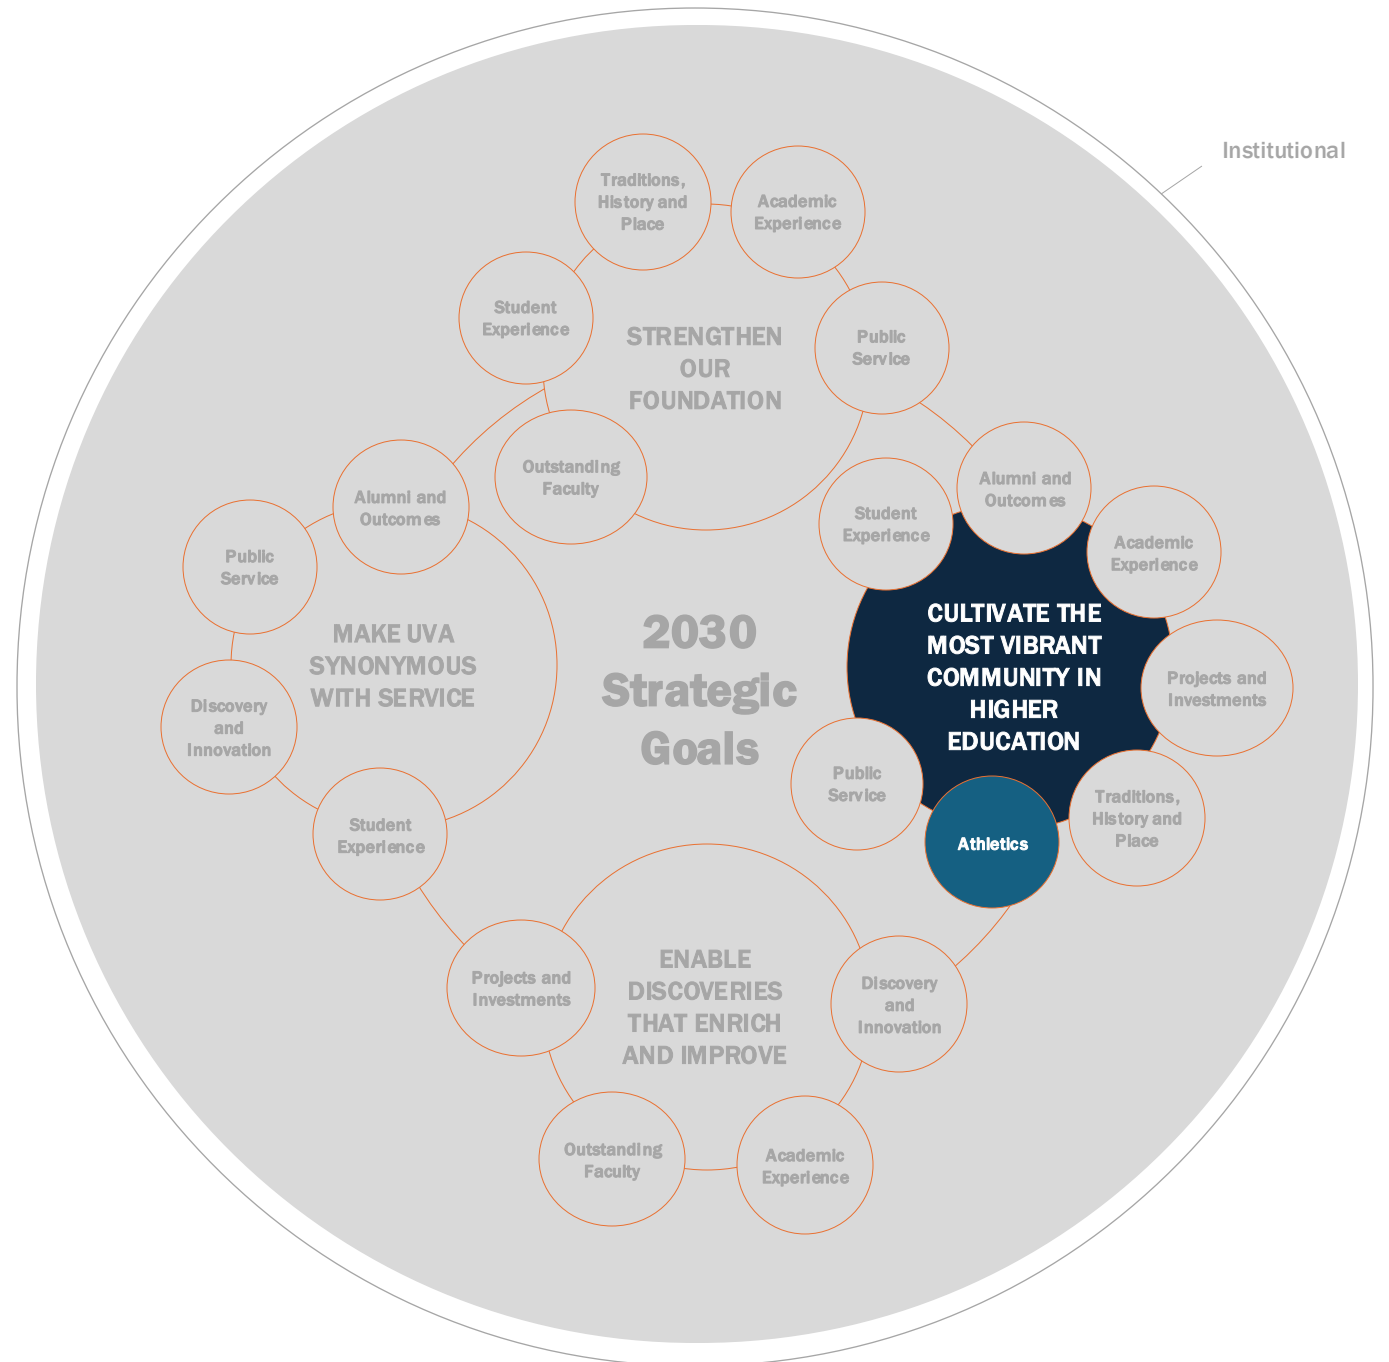 Institutional
Traditions,
History and
Place
Academic
Experience
Student
Experience
STRENGTHEN
OUR
FOUNDATION
Public
Service
Outstanding
Faculty
Alumni and
Outcomes
Public
Service
MAKE UVA
SYNONYMOUS
WITH SERVICE
Discovery
and
Innovation
Student
Experience
2030
Strategic
Goals
Student
Experience
Alumni and
Outcomes
Academic
Experience
CULTIVATE THE
MOST VIBRANT
COMMUNITY IN
HIGHER
EDUCATION
Projects and
Investments
Public
Service
Athletics
Traditions,
History and
Place
Projects and
Investments
ENABLE
DISCOVERIES
THAT ENRICH
AND IMPROVE
Discovery
and
Innovation
Outstanding
Faculty
Academic
Experience